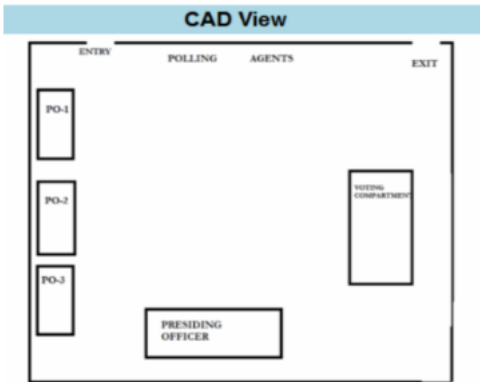 CAD View
ENTRY
POLLING AGENTS
EXIT
PO-1
PO-2
VOTING
COMPARTMENT
PO-3
PRESIDING
OFFICER